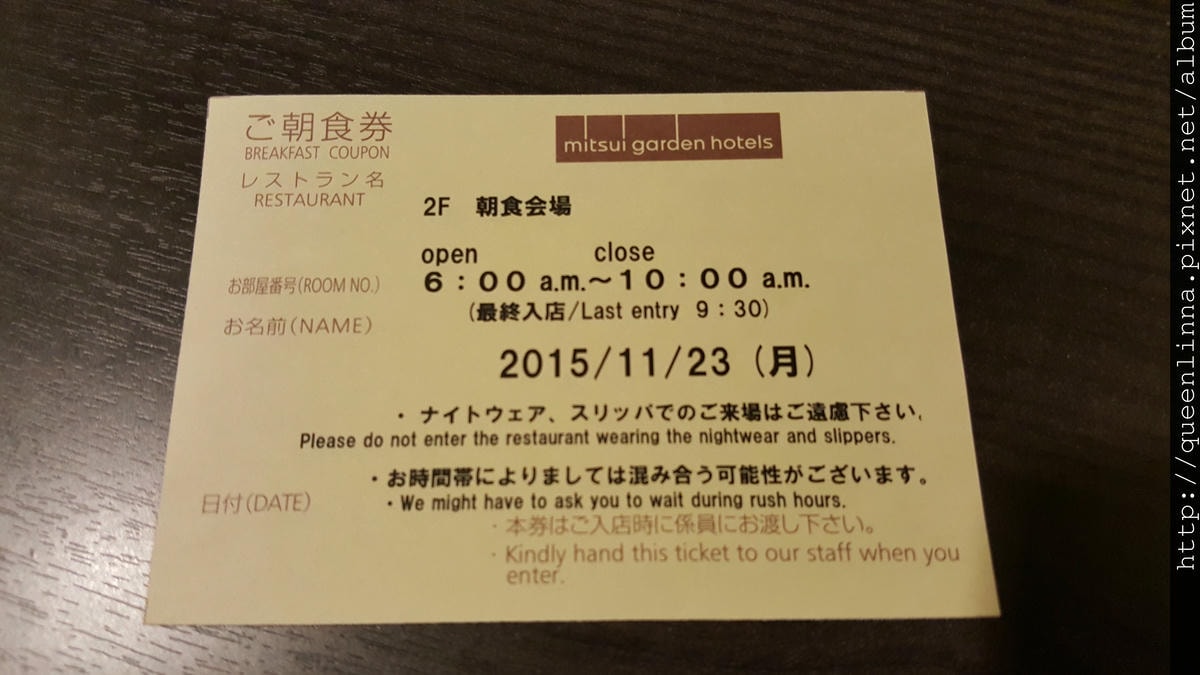 ご朝食券
BREAKFAST COUPON
mitsui garden hotels
レストラン名
RESTAURANT
2F 朝食会場
open close
お部屋番号(ROOM NO.)
6：00 a.m.～10：00 a.m.
(最終入店/Last entry 9：30)
お名前(NAME)
2015/11/23 (月)
・ ナイトウェア、スリッパでのご来場はご遠慮下さい。
Please do not enter the restaurant wearing the nightwear and slippers.
・お時間帯によりましては混み合う可能性がございます。
日付(DATE)
・We might have to ask you to wait during rush hours.
・本券はご入店時に係員にお渡し下さい。
・Kindly hand this ticket to our staff when you
enter.
http://queenlinna.pixnet.net/album